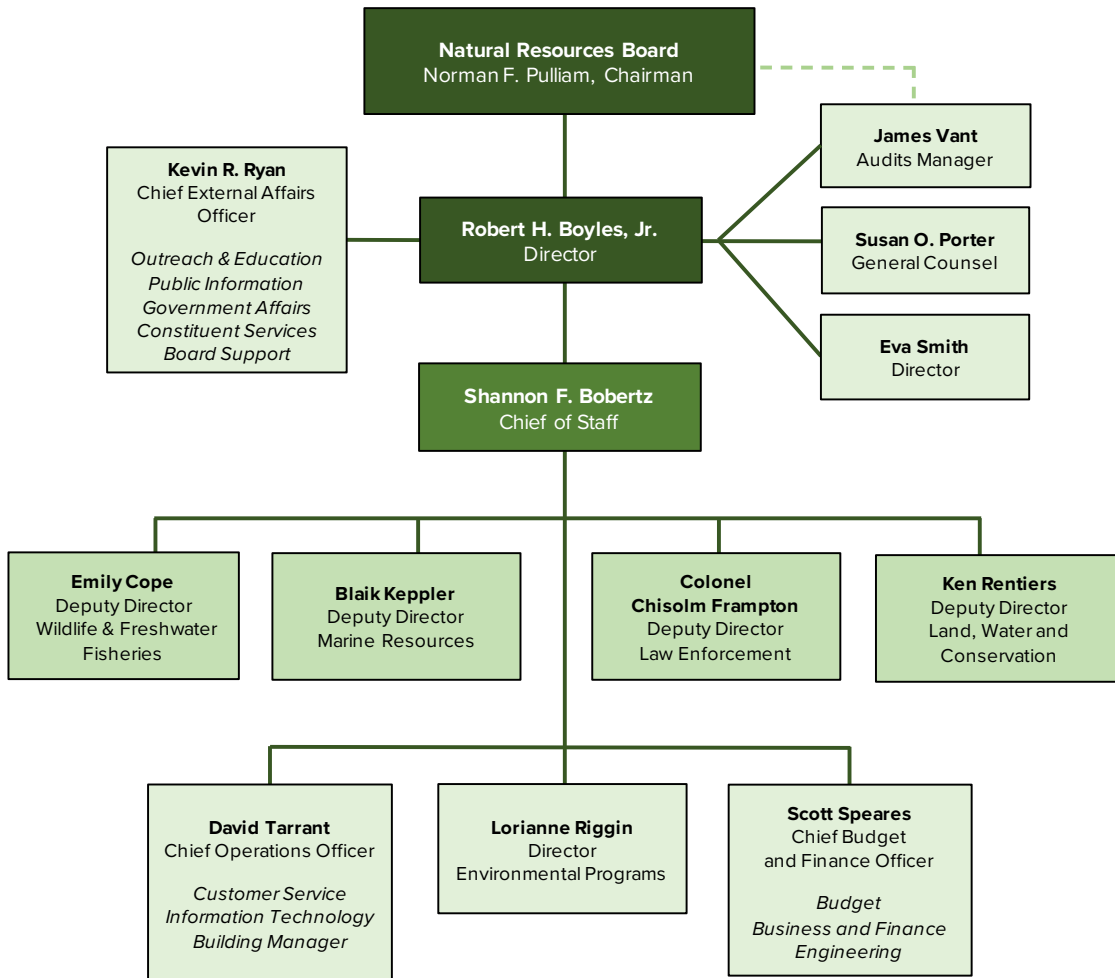 Natural Resources Board
Norman F. Pulliam, Chairman
James Vant
Audits Manager
Kevin R. Ryan
Chief External Affairs
Officer
Outreach & Education
Public Information
Government Affairs
Constituent Services
Board Support
Robert H. Boyles, Jr.
Director
Susan O. Porter
General Counsel
Eva Smith
Director
Shannon F. Bobertz
Chief of Staff
Emily Cope
Deputy Director
Wildlife & Freshwater
Fisheries
Blaik Keppler
Deputy Director
Marine Resources
Colonel
Chisolm Frampton
Deputy Director
Law Enforcement
Ken Rentiers
Deputy Director
Land, Water and
Conservation
David Tarrant
Chief Operations Officer
Customer Service
Information Technology
Building Manager
Lorianne Riggin
Director
Environmental Programs
Scott Speares
Chief Budget
and Finance Officer
Budget
Business and Finance
Engineering